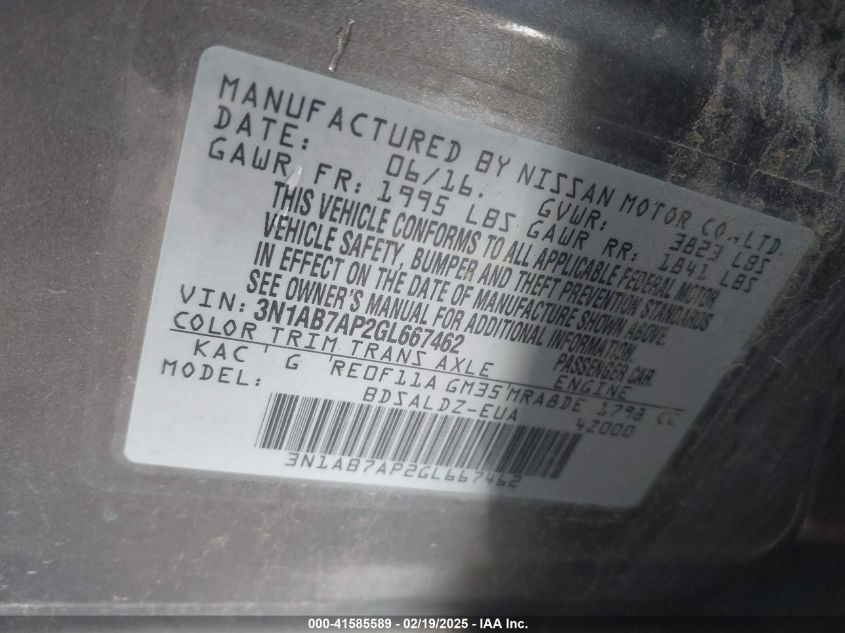 MANUFACTURED BY NISSAN MOTOR CO., LTD.
DATE: 06/16. GVWR: 3823 LBS
GAWR FR: 1995 LBS GAWR RR: 1841 LBS
THIS VEHICLE CONFORMS TO ALL APPLICABLE FEDERAL MOTOR
VEHICLE SAFETY, BUMPER AND THEFT PREVENTION STANDARDS
IN EFFECT ON THE DATE OF MANUFACTURE SHOWN ABOVE.
SEE OWNER'S MANUAL FOR ADDITIONAL INFORMATION.
VIN: 3N1AB7AP2GL667462 PASSENGER CAR.
COLOR TRIM TRANS AXLE ENGINE
KAC ' G 'RE0F11A GM35'MRA8DE 1798 CC
MODEL: BDSALDZ-EUA 42000
3N1AB7AP2GL667462
000-41585589 - 02/19/2025 - IAA Inc.